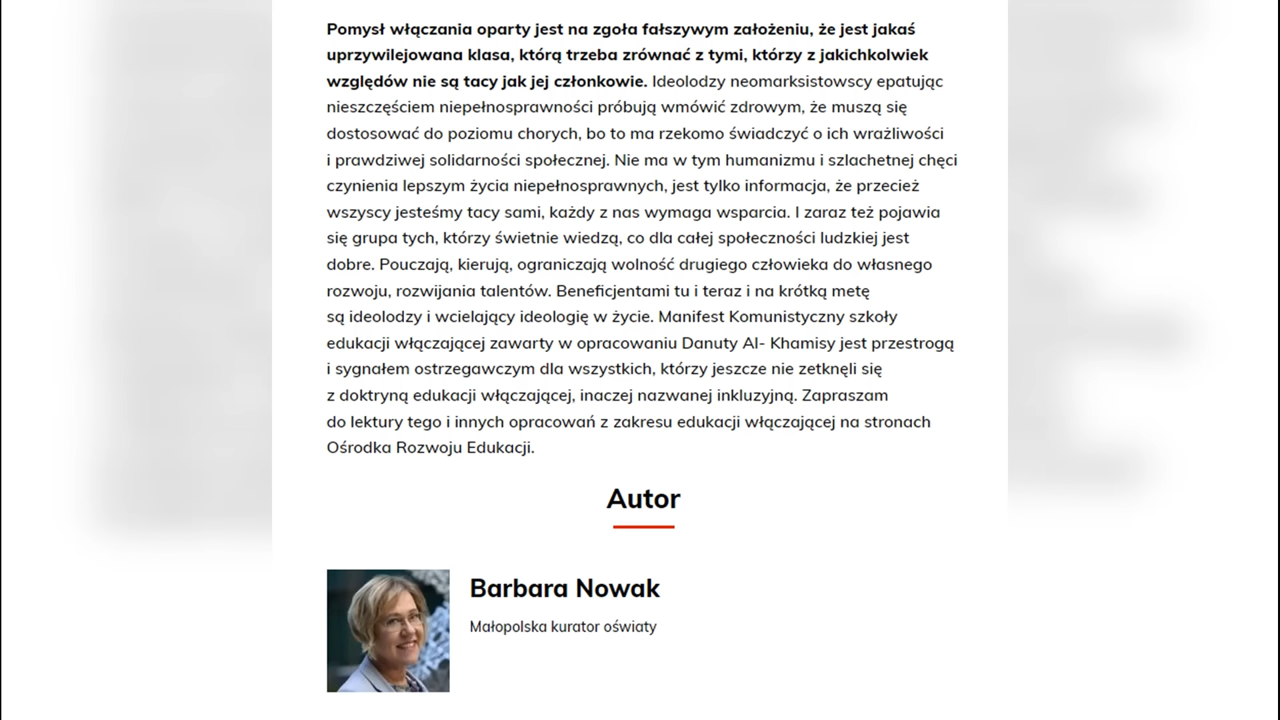 Pomysł włączania oparty jest na zgoła fałszywym założeniu, że jest jakaś
uprzywilejowana klasa, którą trzeba zrównać z tymi, którzy z jakichkolwiek
względów nie są tacy jak jej członkowie. Ideolodzy neomarksistowscy epatując
nieszczęściem niepełnosprawności próbują wmówić zdrowym, że muszą się
dostosować do poziomu chorych, bo to ma rzekomo świadczyć o ich wrażliwości
i prawdziwej solidarności społecznej. Nie ma w tym humanizmu i szlachetnej chęci
czynienia lepszym życia niepełnosprawnych, jest tylko informacja, że przecież
wszyscy jesteśmy tacy sami, każdy z nas wymaga wsparcia. I zaraz też pojawia
się grupa tych, którzy świetnie wiedzą, co dla całej społeczności ludzkiej jest
dobre. Pouczają, kierują, ograniczają wolność drugiego człowieka do własnego
rozwoju, rozwijania talentów. Beneficjentami tu i teraz i na krótką metę
są ideolodzy i wcielający ideologię w życie. Manifest Komunistyczny szkoły
edukacji włączającej zawarty w opracowaniu Danuty Al- Khamisy jest przestrogą
i sygnałem ostrzegawczym dla wszystkich, którzy jeszcze nie zetknęli się
z doktryną edukacji włączającej, inaczej nazwanej inkluzyjną. Zapraszam
do lektury tego i innych opracowań z zakresu edukacji włączającej na stronach
Ośrodka Rozwoju Edukacji.
Autor
Barbara Nowak
Małopolska kurator oświaty